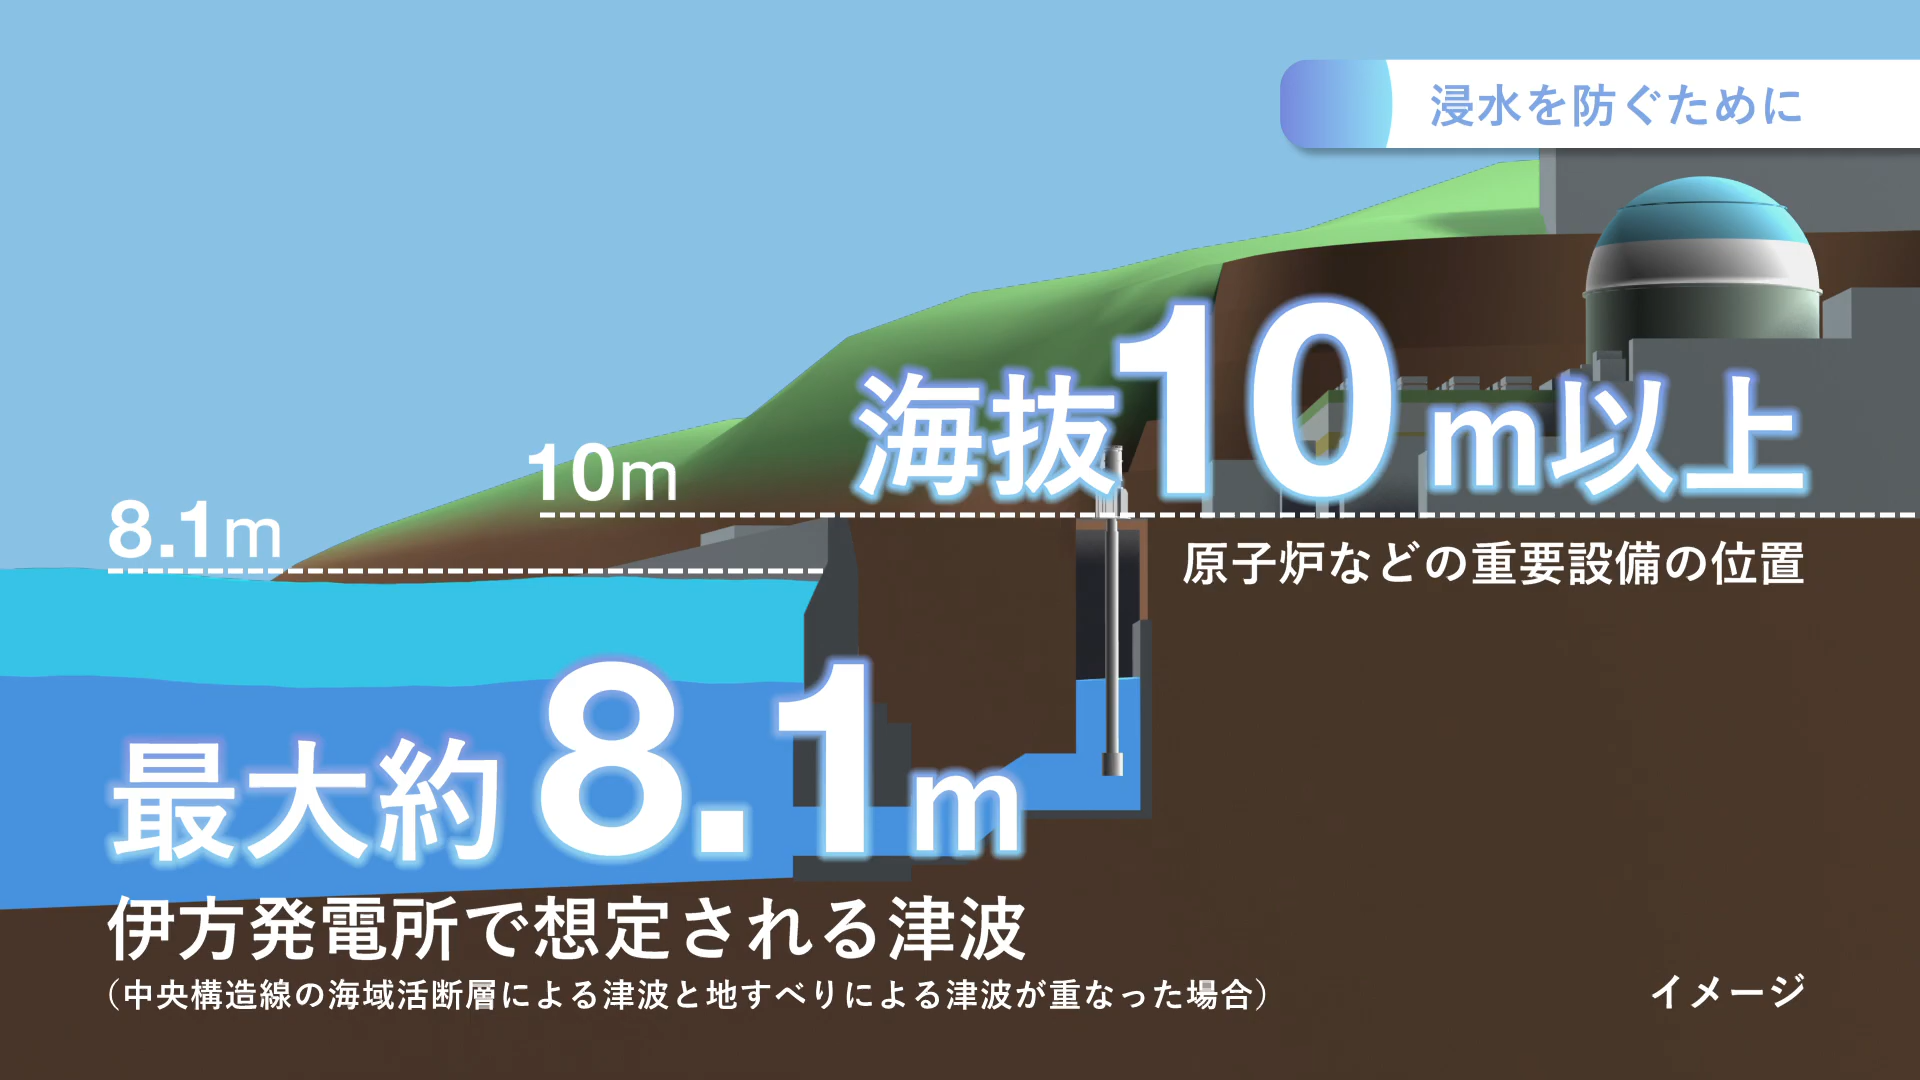 浸水を防ぐために
海抜10m以上
10m
8.1m
原子炉などの重要設備の位置
最大約8.1m
伊方発電所で想定される津波
（中央構造線の海域活断層による津波と地すべりによる津波が重なった場合）
イメージ